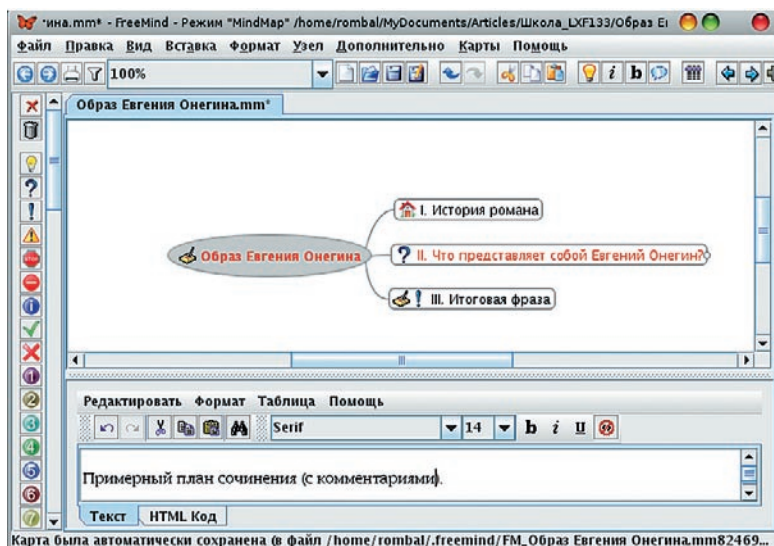 'ина.mm* - FreeMind - Режим "MindMap" /home/rombal/MyDocuments/Articles/Школа_LXF133/Образ Ев
Файл Правка Вид Вставка Формат Узел Дополнительно Карты Помощь
100%
Образ Евгения Онегина.mm*
I. История романа
Образ Евгения Онегина
II. Что представляет собой Евгений Онегин?
III. Итоговая фраза
Редактировать Формат Таблица Помощь
Serif 14 b i u
Примерный план сочинения (с комментариями).
Текст HTML Код
Карта была автоматически сохранена (в файл /home/rombal/.freemind/FM_Образ Евгения Онегина.mm82469...